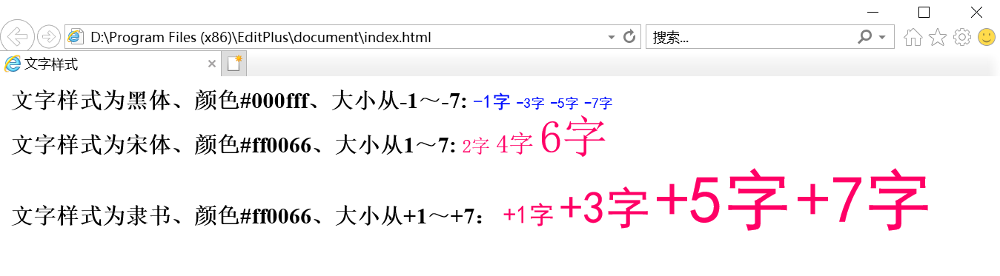 D:\Program Files (x86)\EditPlus\document\index.html 搜索...
文字样式
文字样式为黑体、颜色#000fff、大小从-1～-7: -1字 -3字 -5字 -7字
文字样式为宋体、颜色#ff0066、大小从1～7: 2字 4字 6字
文字样式为隶书、颜色#ff0066、大小从+1～+7： +1字 +3字 +5字 +7字